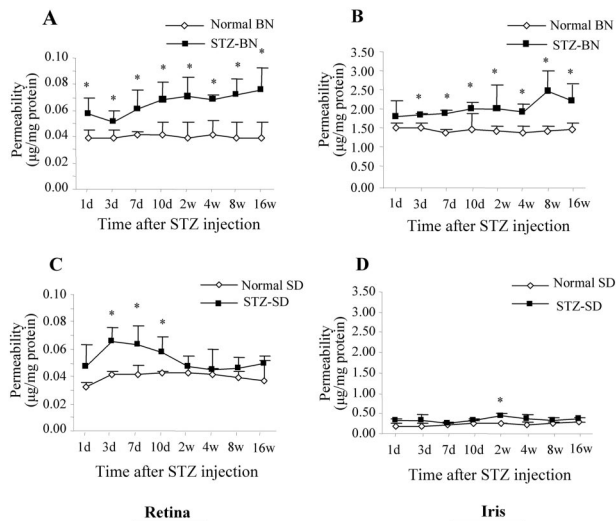 A
Normal BN
STZ-BN
Permeability
(µg/mg protein)
0.10
0.08
0.06
0.04
0.02
0.00
* * * * * * * *
1d 3d 7d 10d 2w 4w 8w 16w
Time after STZ injection
B
Normal BN
STZ-BN
Permeability
(µg/mg protein)
3.50
3.00
2.50
2.00
1.50
1.00
0.50
0.00
* * * * * * *
1d 3d 7d 10d 2w 4w 8w 16w
Time after STZ injection
C
Normal SD
STZ-SD
Permeability
(µg/mg protein)
0.10
0.08
0.06
0.04
0.02
0.00
* * *
1d 3d 7d 10d 2w 4w 8w 16w
Time after STZ injection
D
Normal SD
STZ-SD
Permeability
(µg/mg protein)
3.50
3.00
2.50
2.00
1.50
1.00
0.50
0.00
*
1d 3d 7d 10d 2w 4w 8w 16w
Time after STZ injection
Retina
Iris